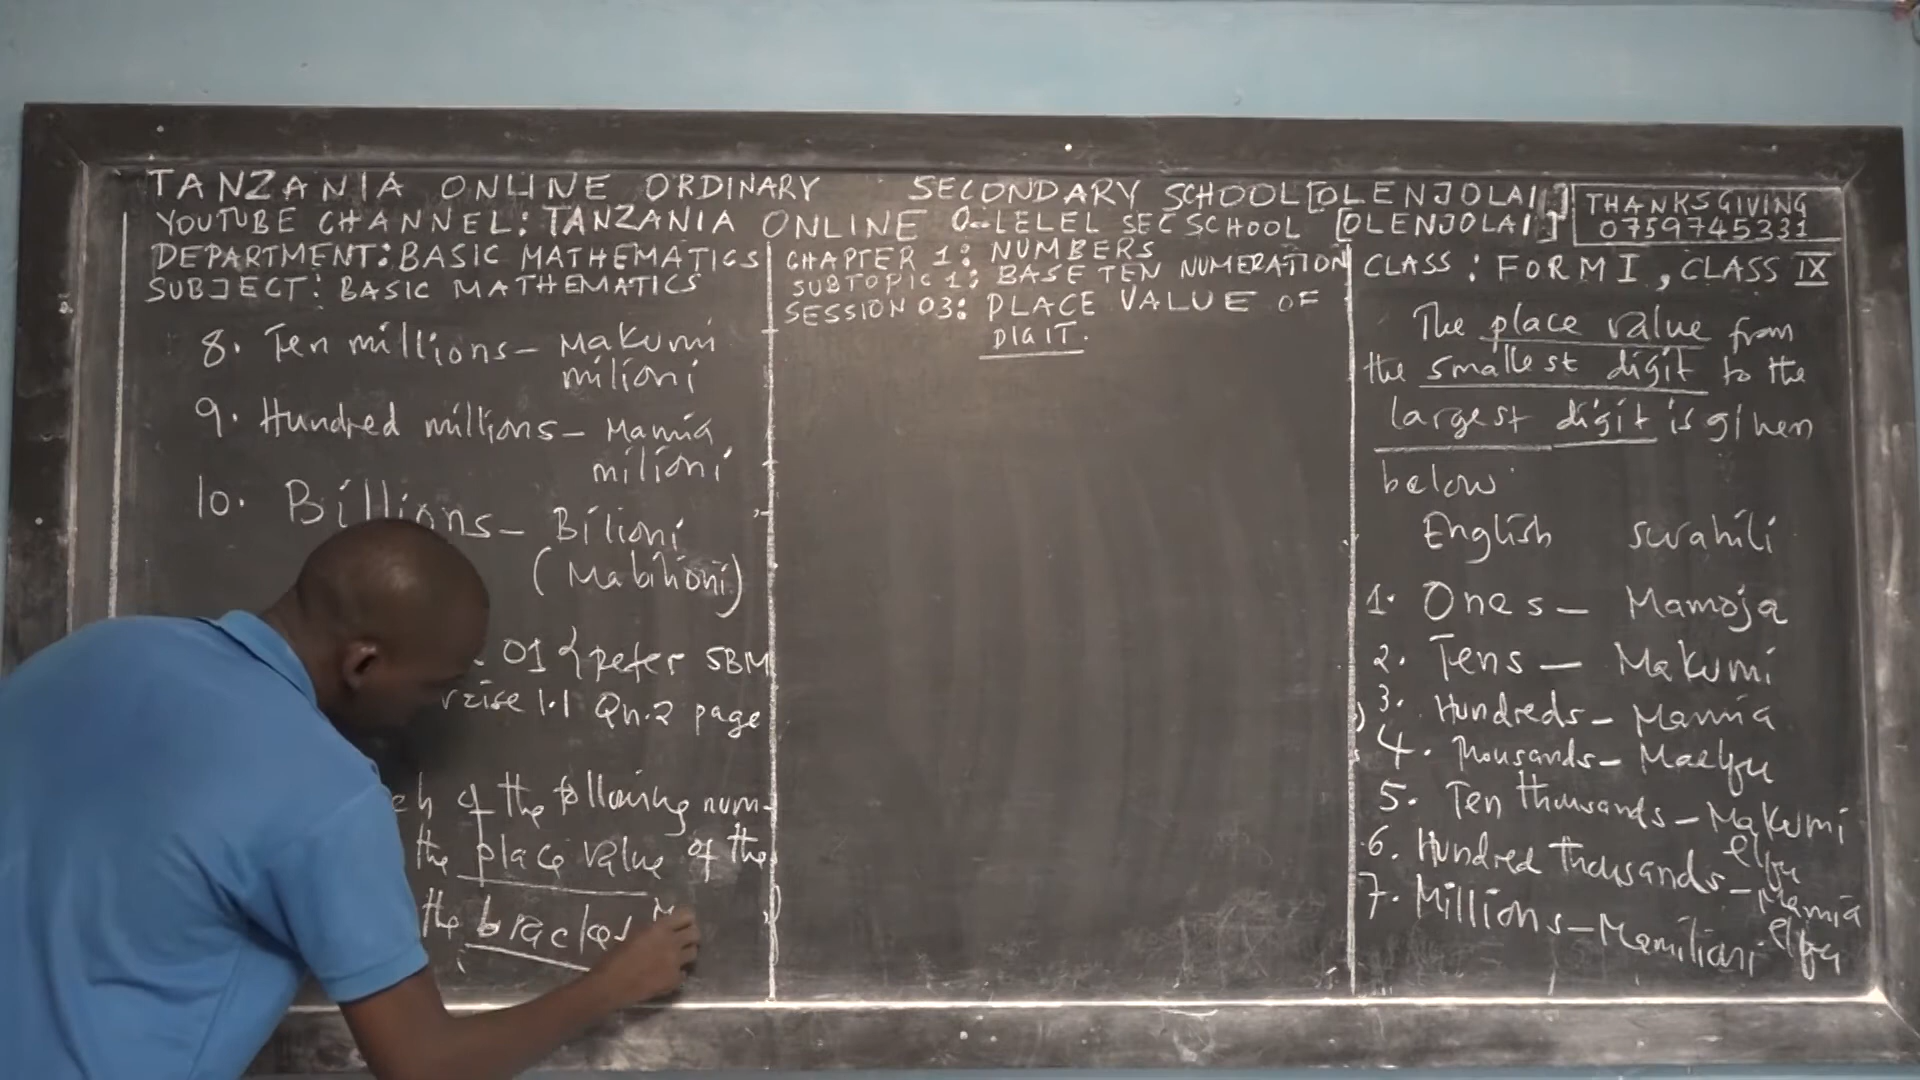 TANZANIA ONLINE ORDINARY SECONDARY SCHOOL [OLENJOLAI]
YOUTUBE CHANNEL: TANZANIA ONLINE O-LELEL SEC SCHOOL [OLENJOLAI]
THANKSGIVING
0759745331
DEPARTMENT: BASIC MATHEMATICS
SUBJECT: BASIC MATHEMATICS
8. Ten millions - Makumi
milioni
9. Hundred millions - Mamia
milioni
10. Billions - Bilioni
(Mabilioni)
01 {refer SBM
1.1 Qn.2 page
of the following num-
the place value of the
the
CHAPTER 1: NUMBERS
SUBTOPIC 1: BASE TEN NUMERATION
SESSION 03: PLACE VALUE OF
DIGIT.
CLASS: FORM I, CLASS IX
The place value from
the smallest digit to the
largest digit is given
below
English Swahili
1. Ones - Mamoja
2. Tens - Makumi
3. Hundreds - Mamia
4. Thousands - Maelfu
5. Ten thousands - Makumi
elfu
6. Hundred thousands - Mamia
elfu
7. Millions - Mamilioni